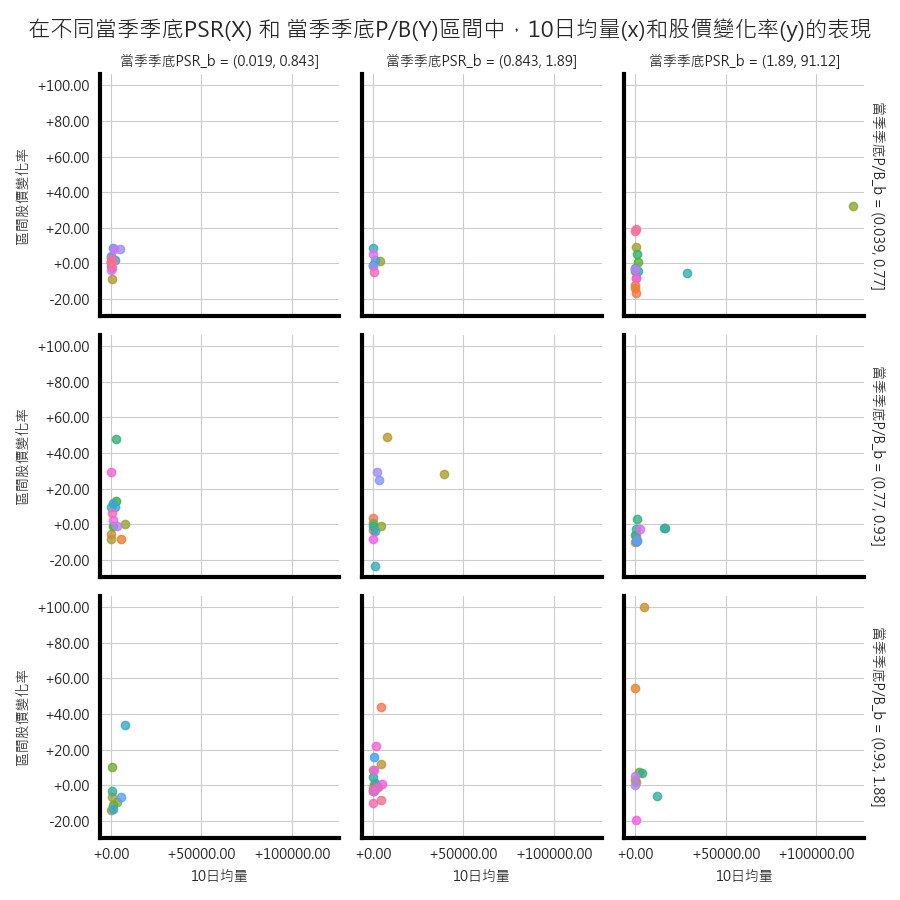 在不同當季季底PSR(X) 和 當季季底P/B(Y)區間中，10日均量(x)和股價變化率(y)的表現
當季季底PSR_b = (0.019, 0.843]
當季季底PSR_b = (0.843, 1.89]
當季季底PSR_b = (1.89, 91.12]
+100.00
+80.00
+60.00
+40.00
+20.00
+0.00
-20.00
區間股價變化率
當季季底P/B_b = (0.039, 0.77]
+100.00
+80.00
+60.00
+40.00
+20.00
+0.00
-20.00
區間股價變化率
當季季底P/B_b = (0.77, 0.93]
+100.00
+80.00
+60.00
+40.00
+20.00
+0.00
-20.00
區間股價變化率
當季季底P/B_b = (0.93, 1.88]
+0.00 +50000.00 +100000.00
+0.00 +50000.00 +100000.00
+0.00 +50000.00 +100000.00
10日均量
10日均量
10日均量